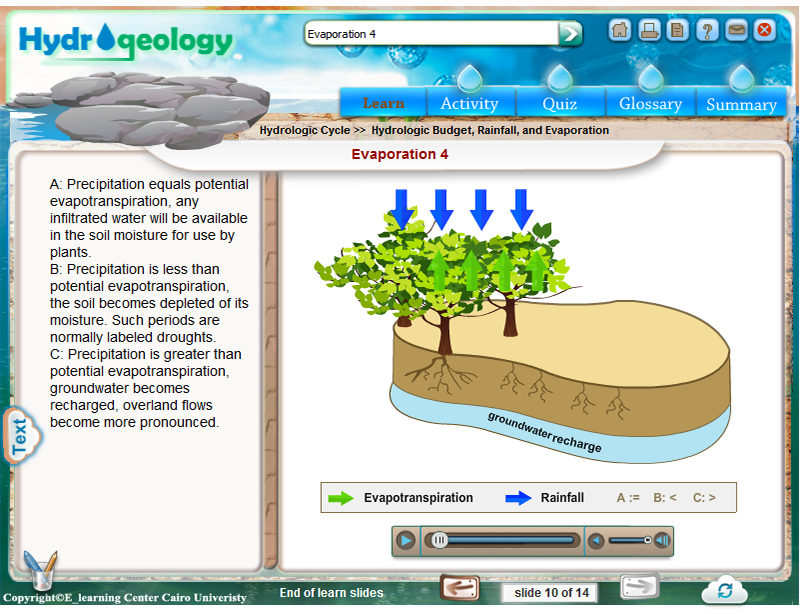 Hydrogeology
Evaporation 4
Learn
Activity
Quiz
Glossary
Summary
Hydrologic Cycle >> Hydrologic Budget, Rainfall, and Evaporation
Evaporation 4
A: Precipitation equals potential
evapotranspiration, any
infiltrated water will be available
in the soil moisture for use by
plants.
B: Precipitation is less than
potential evapotranspiration,
the soil becomes depleted of its
moisture. Such periods are
normally labeled droughts.
C: Precipitation is greater than
potential evapotranspiration,
groundwater becomes
recharged, overland flows
become more pronounced.
Text
groundwater recharge
Evapotranspiration
Rainfall
A := B: < C: >
Copyright©E_learning Center Cairo Univeristy
End of learn slides
slide 10 of 14